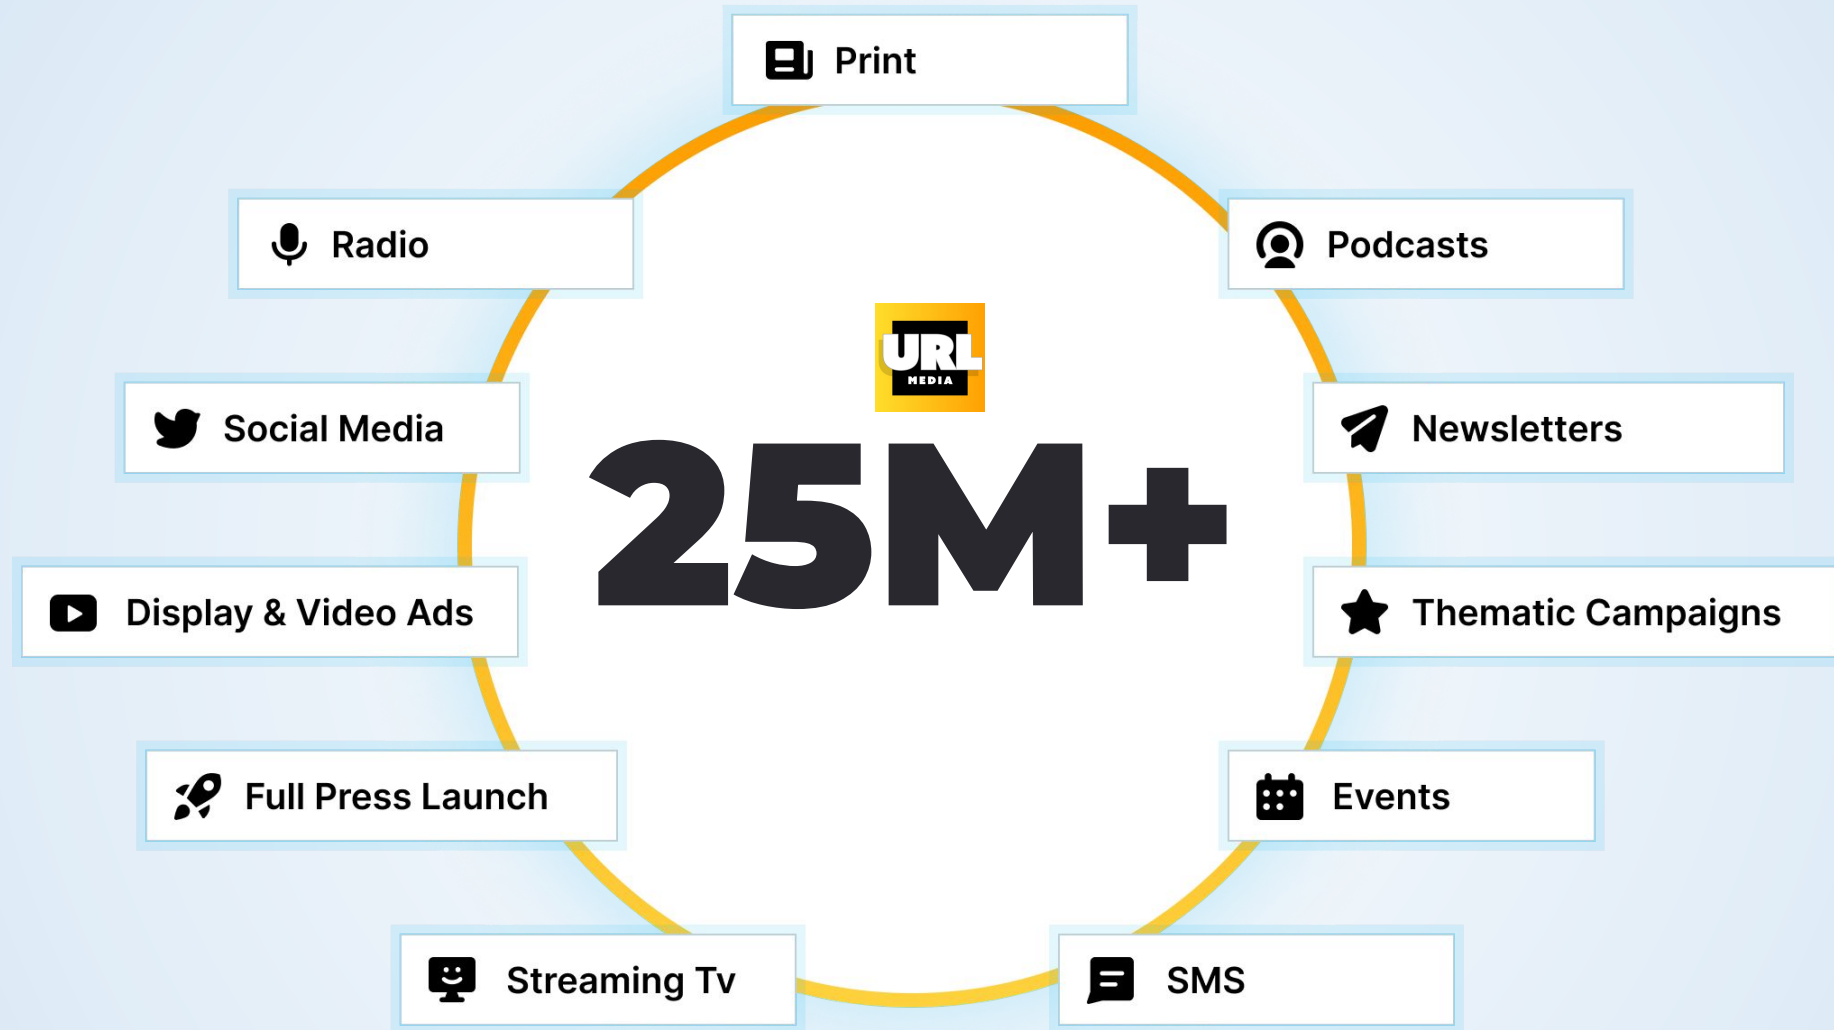 Print
Radio
Podcasts
URL
MEDIA
Social Media
Newsletters
25M+
Display & Video Ads
Thematic Campaigns
Full Press Launch
Events
Streaming Tv
SMS